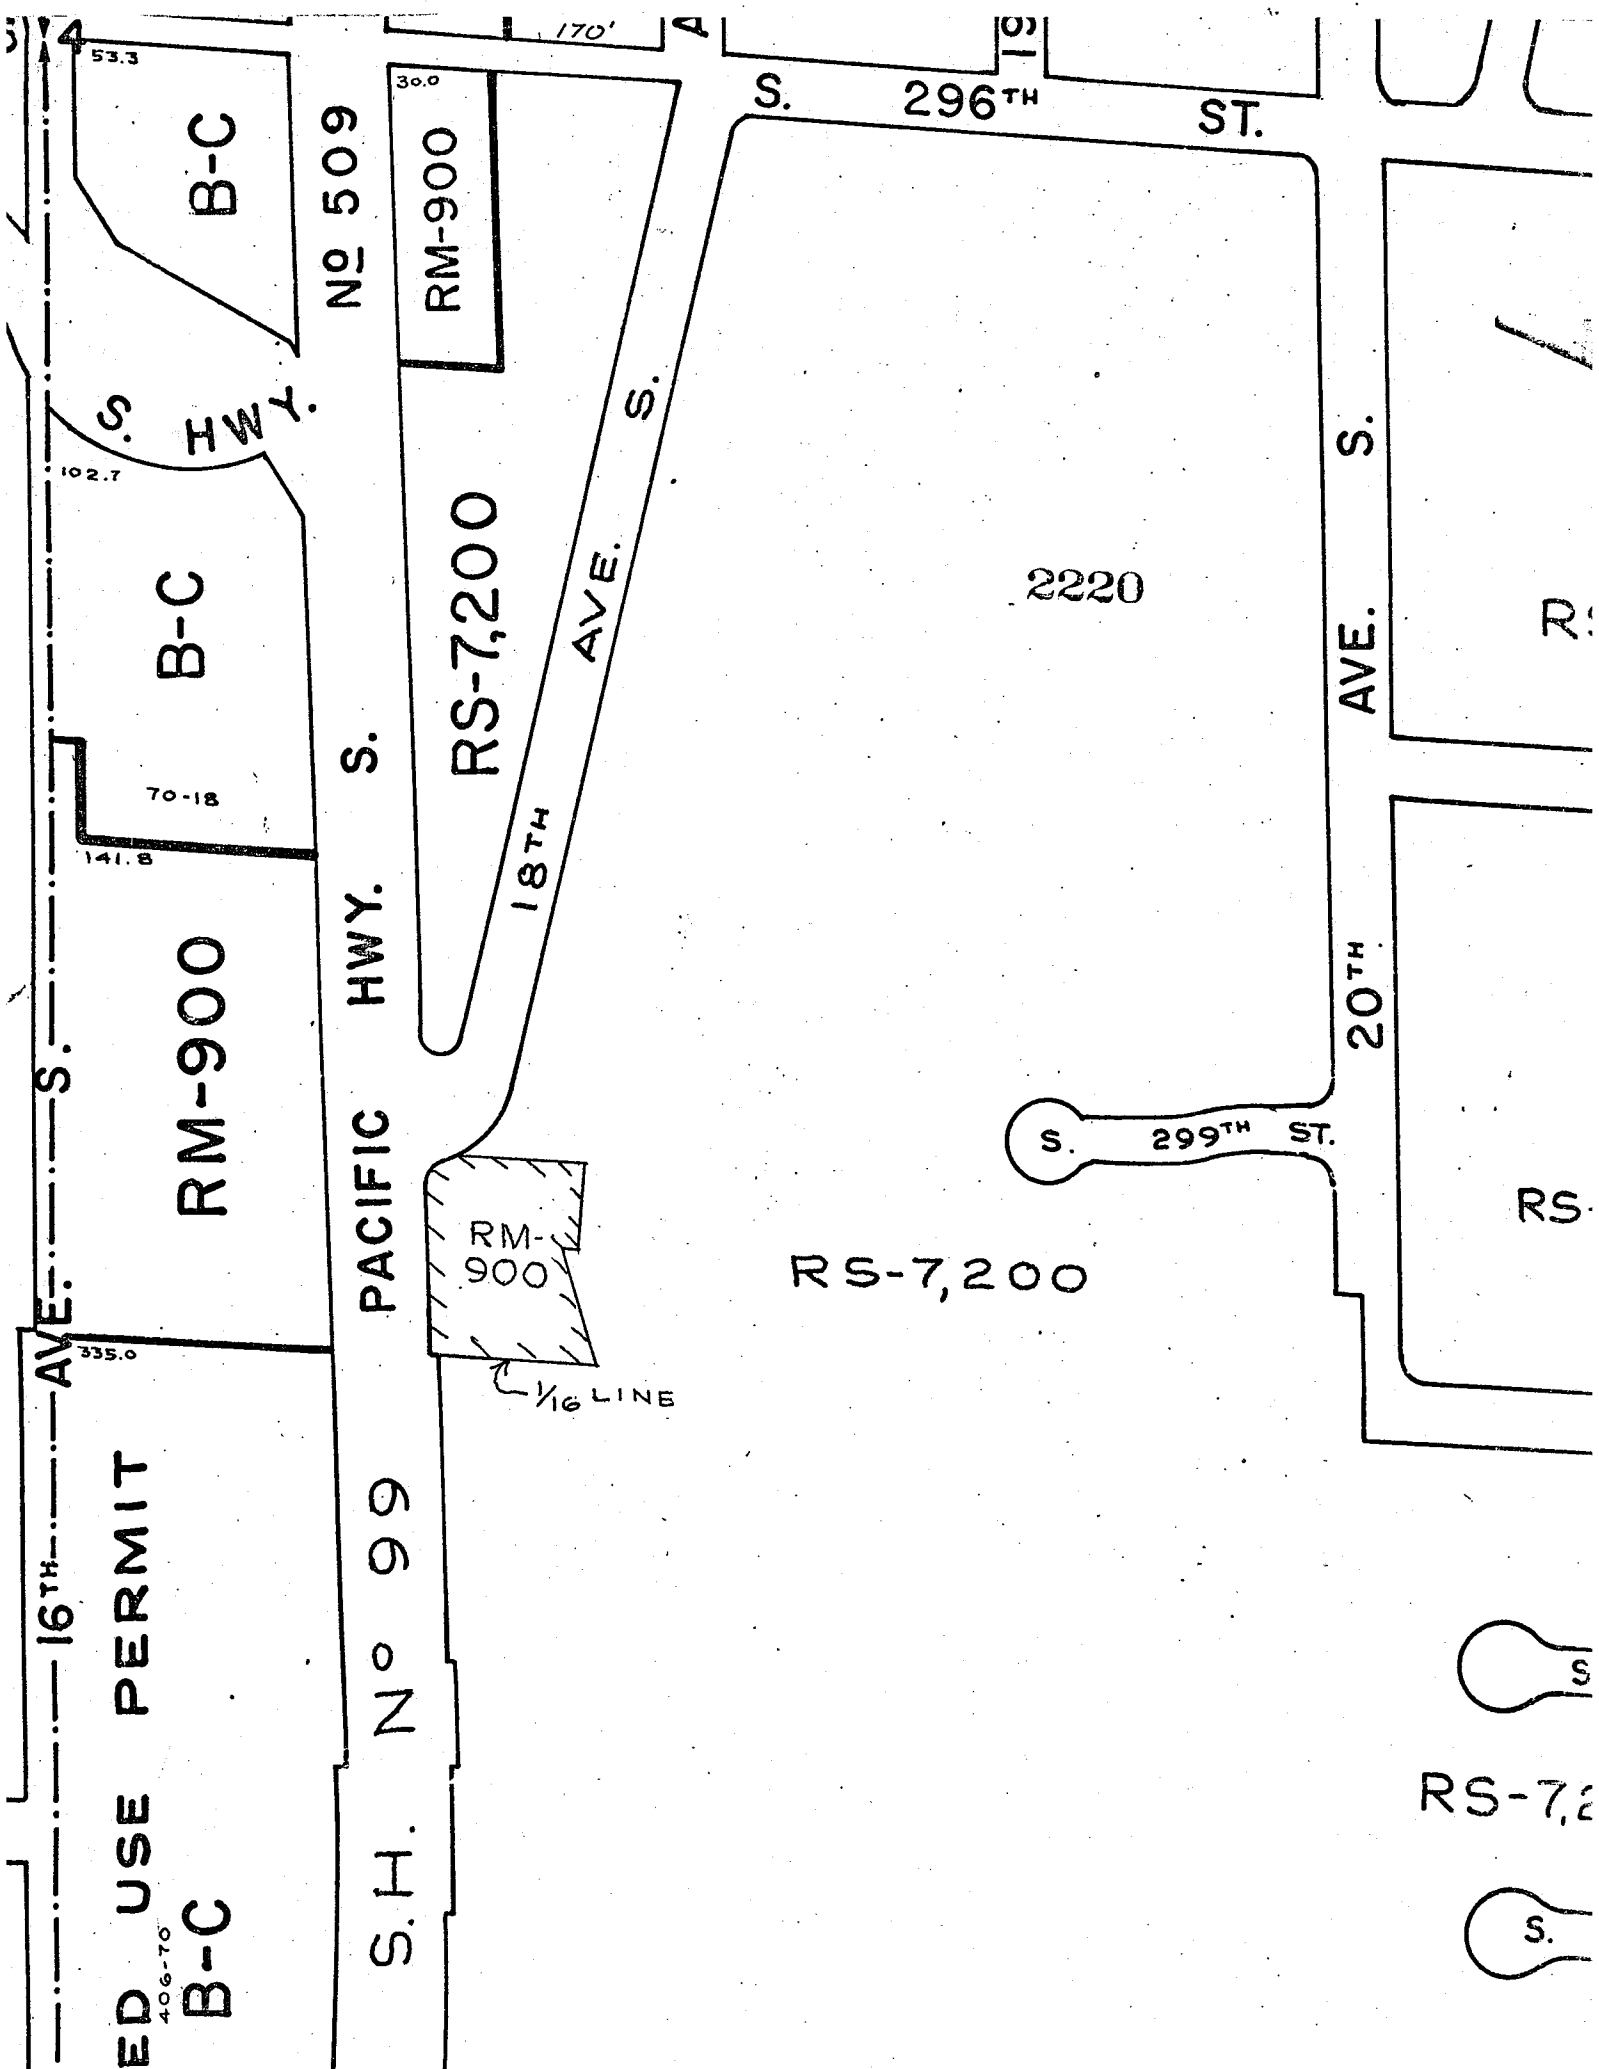 4
53.3
170'
A
30.0
S. 296TH ST.
B-C
Nº 509
RM-900
S. HWY.
102.7
B-C
RS-7,200
18TH AVE. S.
2220
20TH AVE. S.
70-18
141.8
RM-900
PACIFIC HWY. S.
S. 299TH ST.
RM-
900
RS-7,200
RS-
335.0
1/16 LINE
16TH AVE. S.
ED USE PERMIT
406-70
B-C
S.H. Nº 99
S
RS-7,2
S.